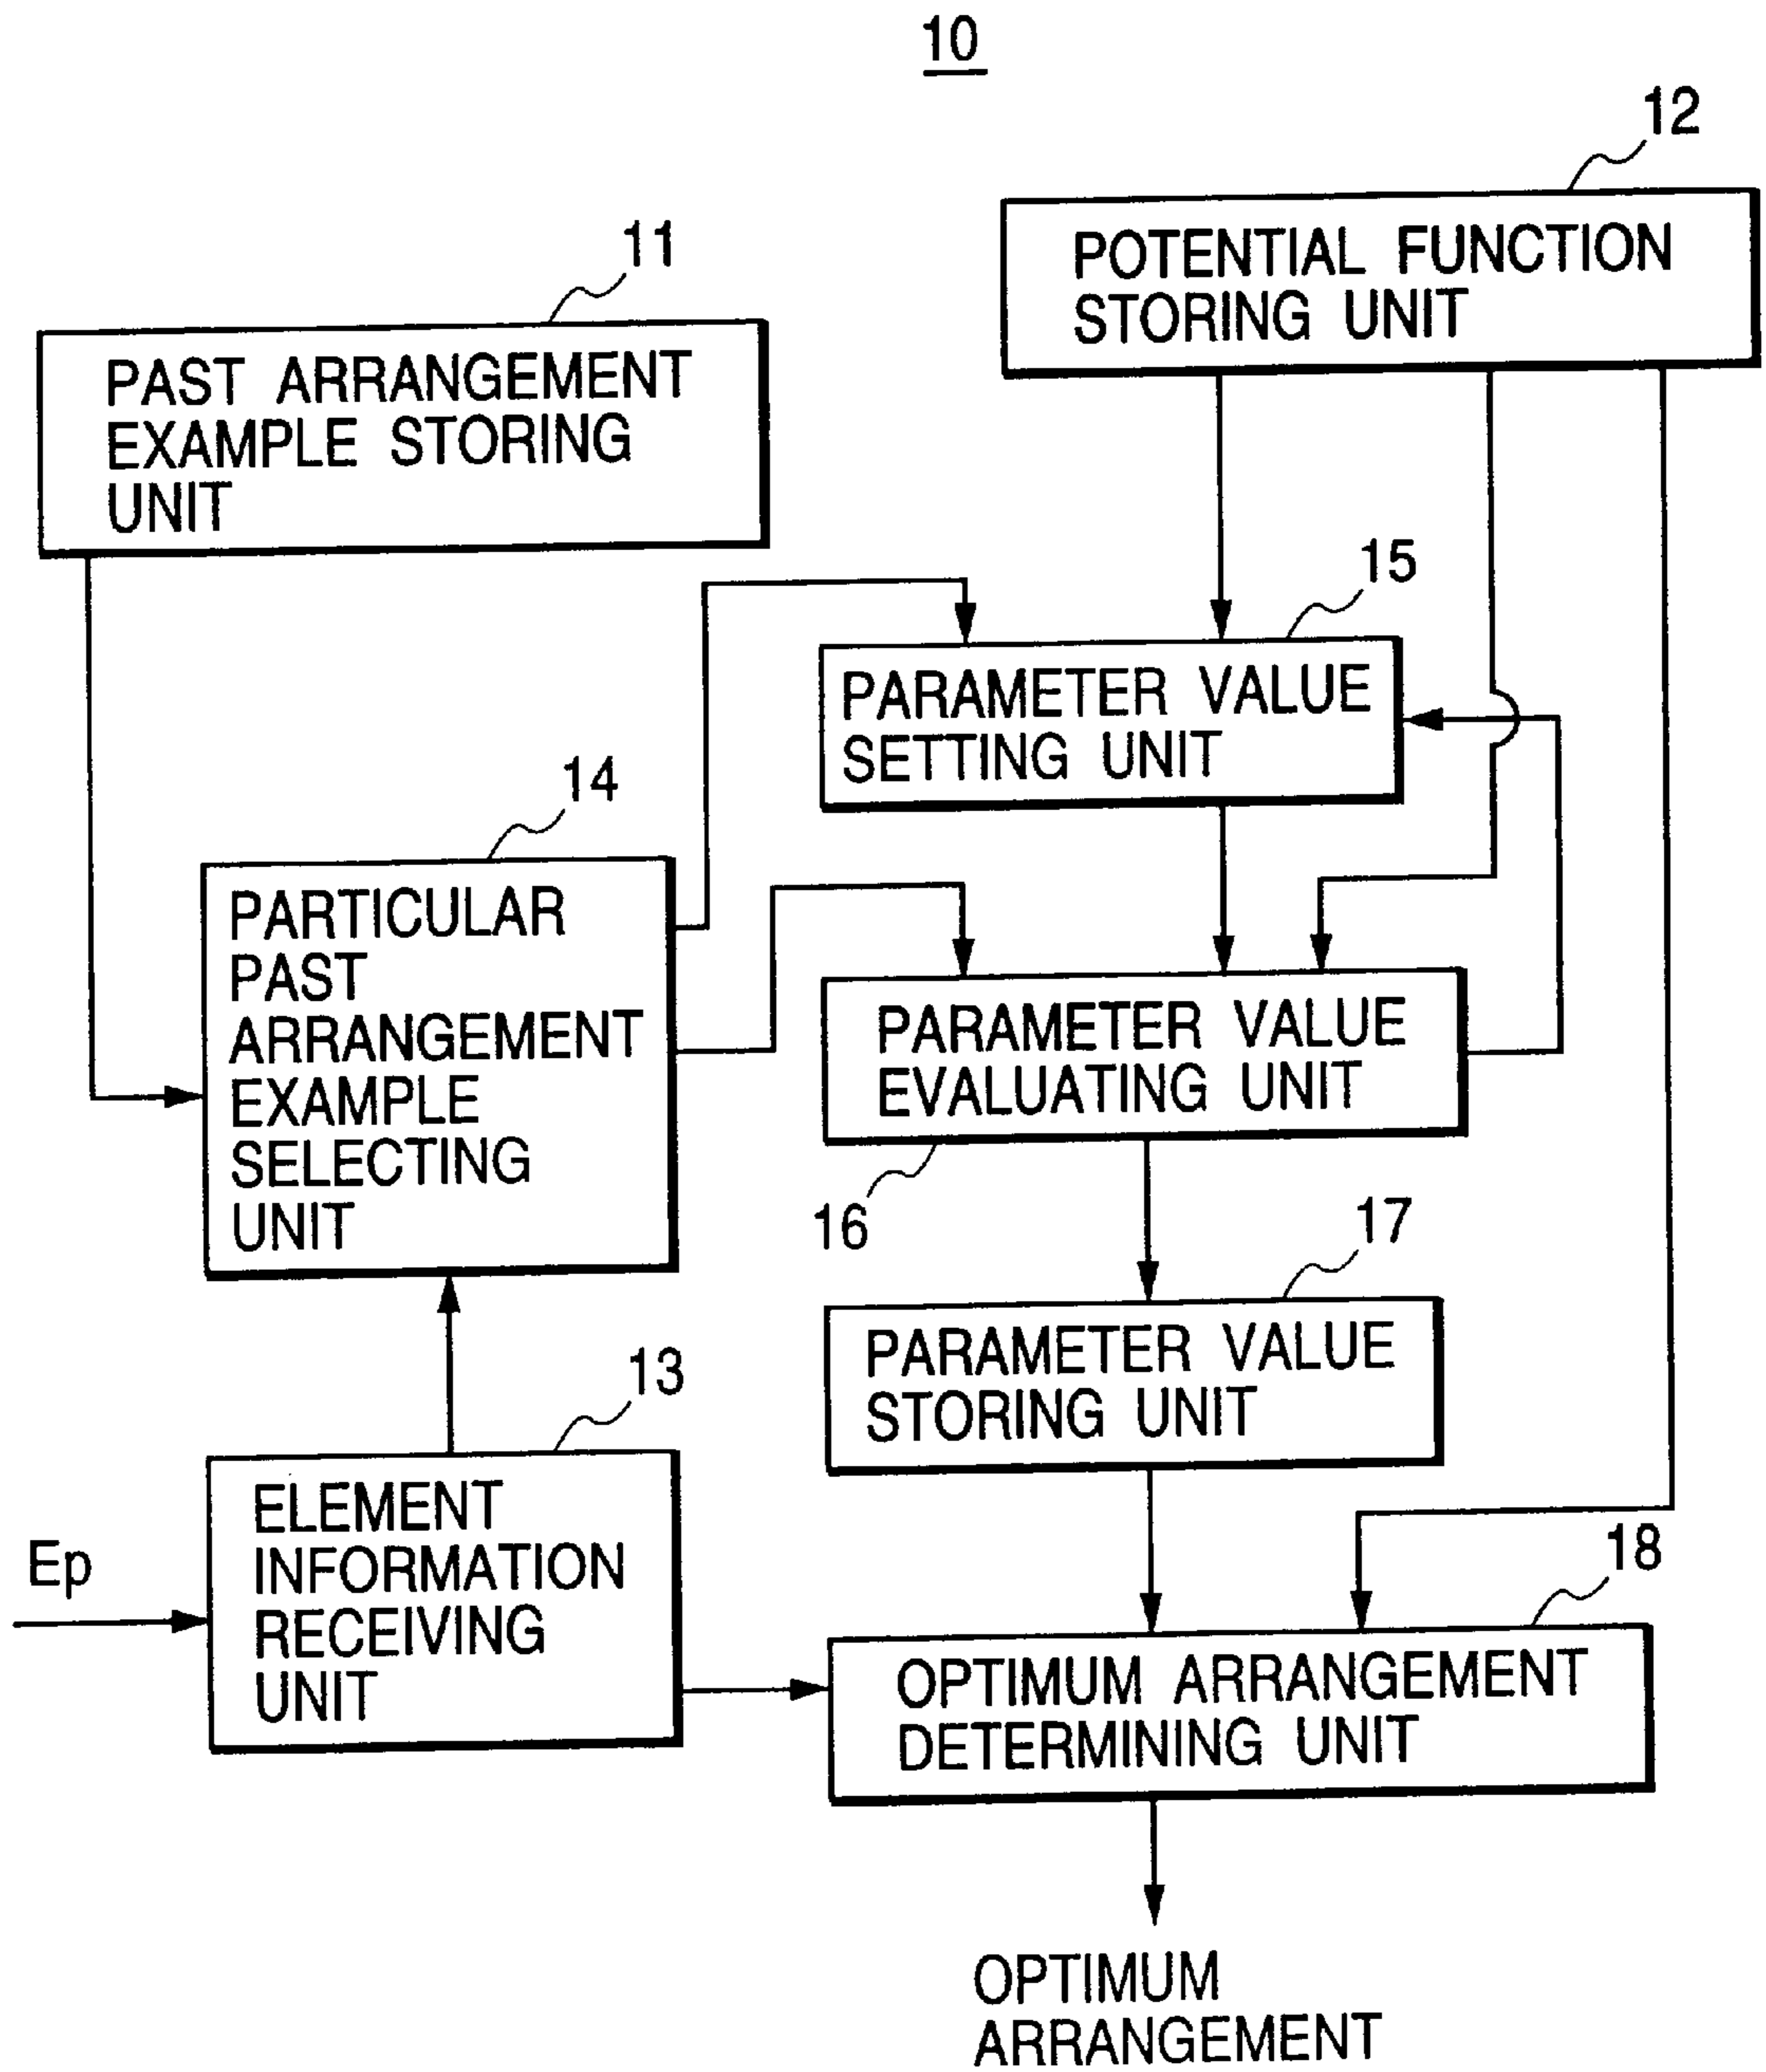 10
12
POTENTIAL FUNCTION
STORING UNIT
11
PAST ARRANGEMENT
EXAMPLE STORING
UNIT
15
PARAMETER VALUE
SETTING UNIT
14
PARTICULAR
PAST
ARRANGEMENT
EXAMPLE
SELECTING
UNIT
PARAMETER VALUE
EVALUATING UNIT
16
17
PARAMETER VALUE
STORING UNIT
13
ELEMENT
INFORMATION
RECEIVING
UNIT
Ep
18
OPTIMUM ARRANGEMENT
DETERMINING UNIT
OPTIMUM
ARRANGEMENT